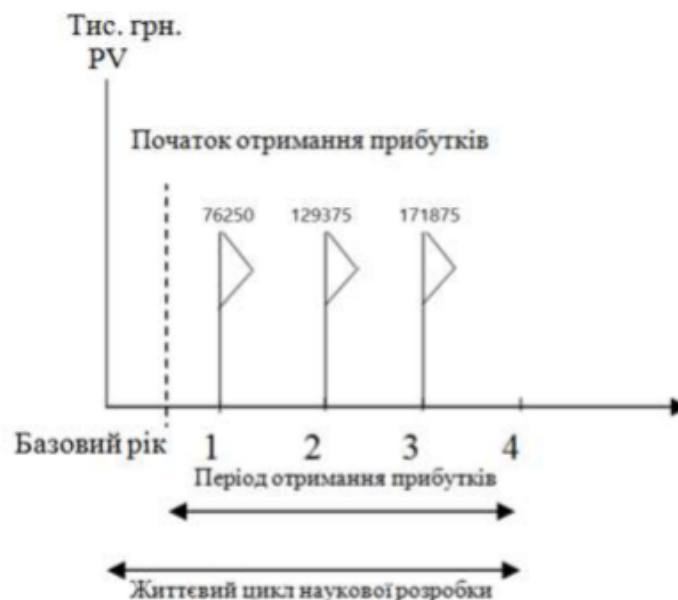 Тис. грн.
PV
Початок отримання прибутків
76250 129375 171875
Базовий рік 1 2 3 4
Період отримання прибутків
Життєвий цикл наукової розробки